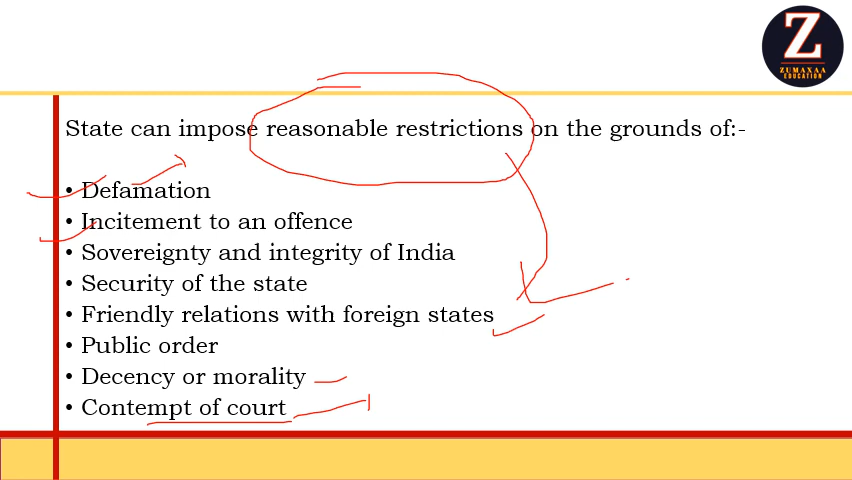 Z
ZUMAXAA
EDUCATION
State can impose reasonable restrictions on the grounds of:-
• Defamation
• Incitement to an offence
• Sovereignty and integrity of India
• Security of the state
• Friendly relations with foreign states
• Public order
• Decency or morality
• Contempt of court